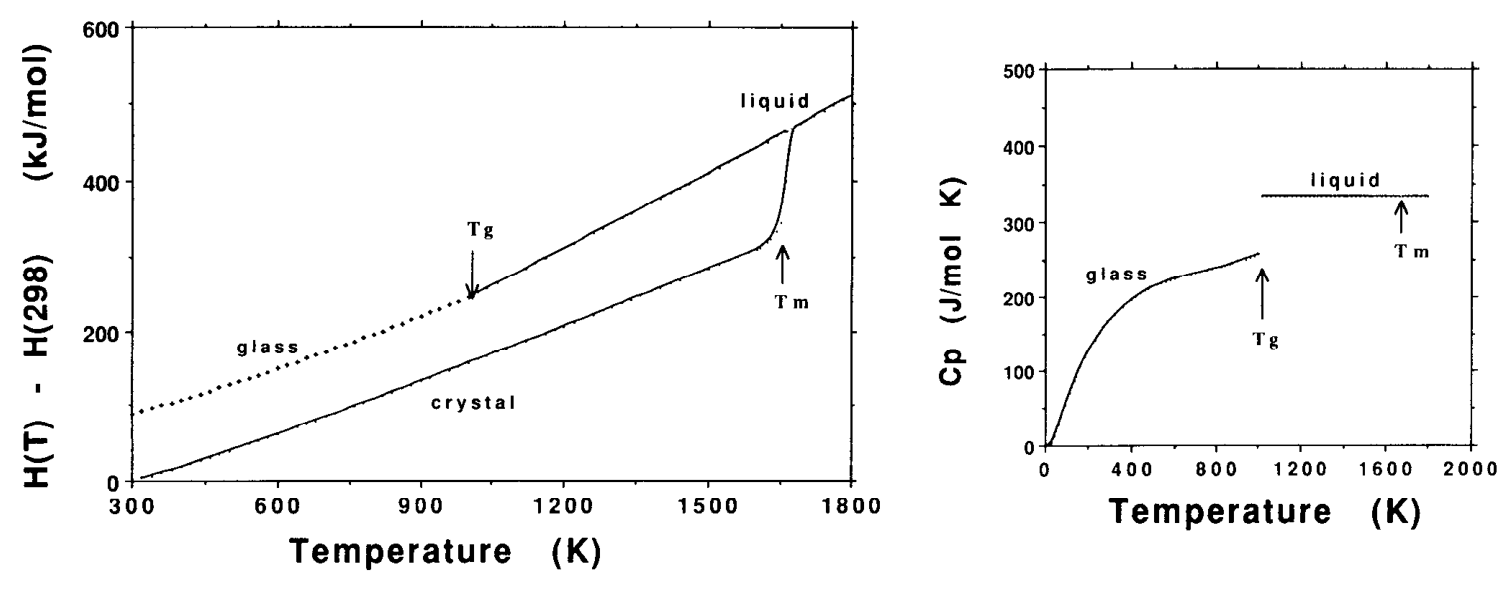 H(T) - H(298) (kJ/mol)
600
400
200
0
liquid
Tg
glass
Tm
crystal
300 600 900 1200 1500 1800
Temperature (K)
Cp (J/mol K)
500
400
300
200
100
0
liquid
Tm
glass
Tg
0 400 800 1200 1600 2000
Temperature (K)